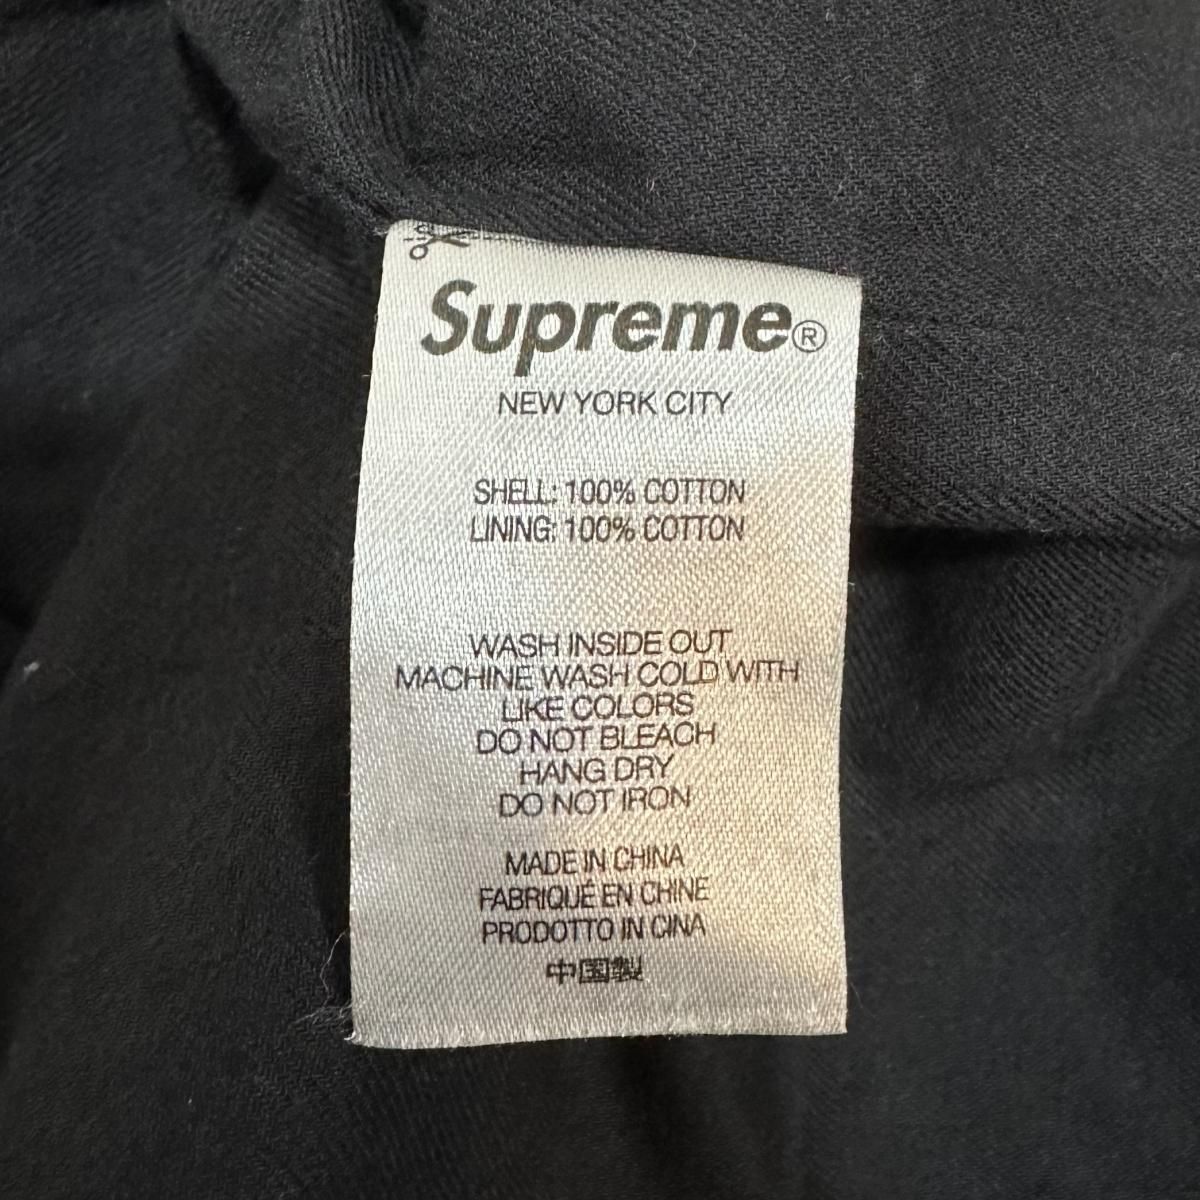 Supreme®
NEW YORK CITY
SHELL: 100% COTTON
LINING: 100% COTTON
WASH INSIDE OUT
MACHINE WASH COLD WITH
LIKE COLORS
DO NOT BLEACH
HANG DRY
DO NOT IRON
MADE IN CHINA
FABRIQUÉ EN CHINE
PRODOTTO IN CINA
中国製